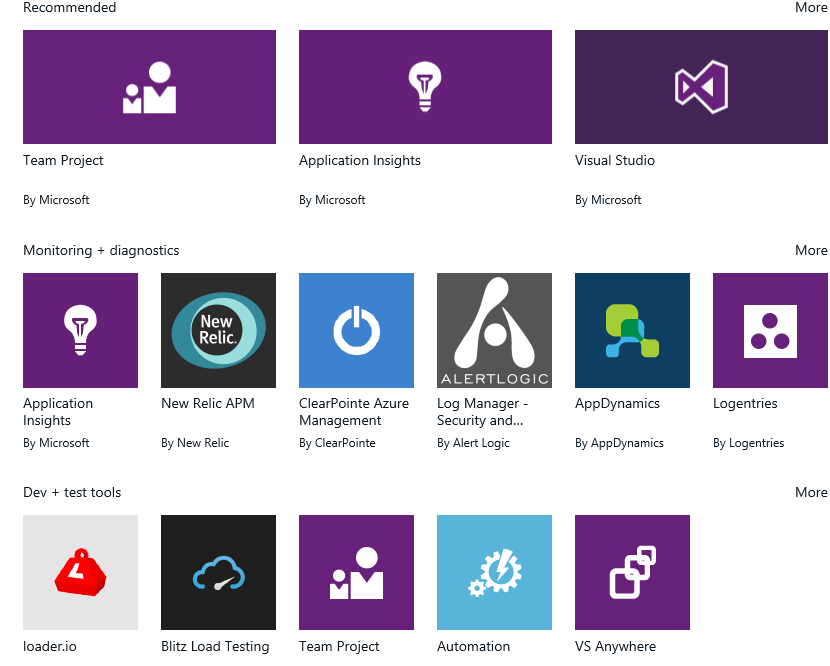 Recommended
More
Team Project
Application Insights
Visual Studio
By Microsoft
By Microsoft
By Microsoft
Monitoring + diagnostics
More
New
Relic.
ALERTLOGIC
Application
Insights
By Microsoft
New Relic APM
By New Relic
ClearPointe Azure
Management
By ClearPointe
Log Manager -
Security and...
By Alert Logic
AppDynamics
By AppDynamics
Logentries
By Logentries
Dev + test tools
More
loader.io
Blitz Load Testing
Team Project
Automation
VS Anywhere